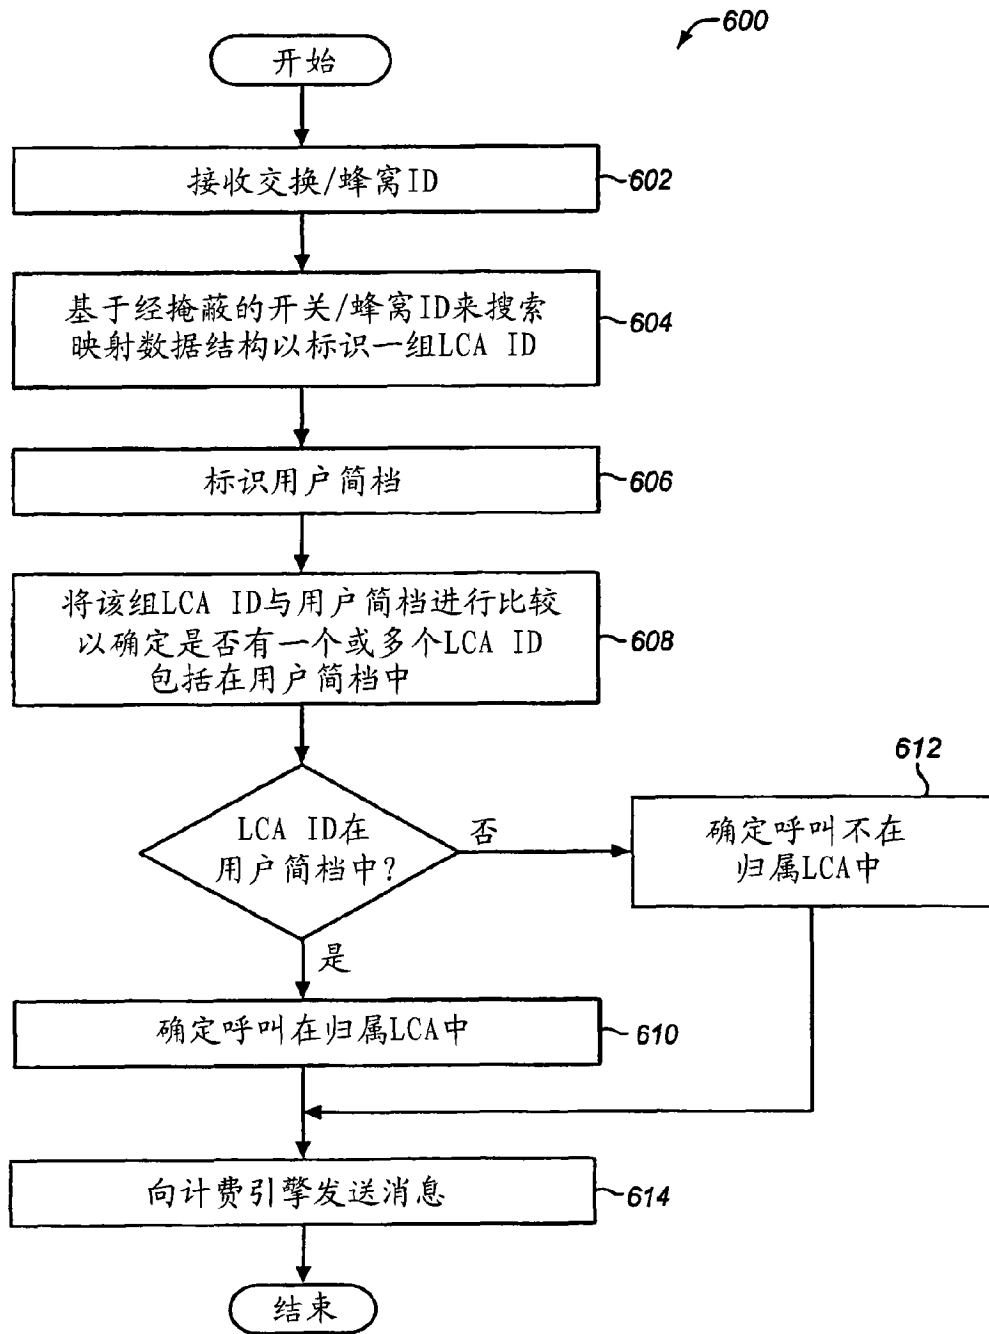 600
开始
接收交换/蜂窝ID
602
基于经掩蔽的开关/蜂窝ID来搜索
映射数据结构以标识一组LCA ID
604
标识用户简档
606
将该组LCA ID与用户简档进行比较
以确定是否有一个或多个LCA ID
包括在用户简档中
608
LCA ID在
用户简档中?
否
612
确定呼叫不在
归属LCA中
是
确定呼叫在归属LCA中
610
向计费引擎发送消息
614
结束